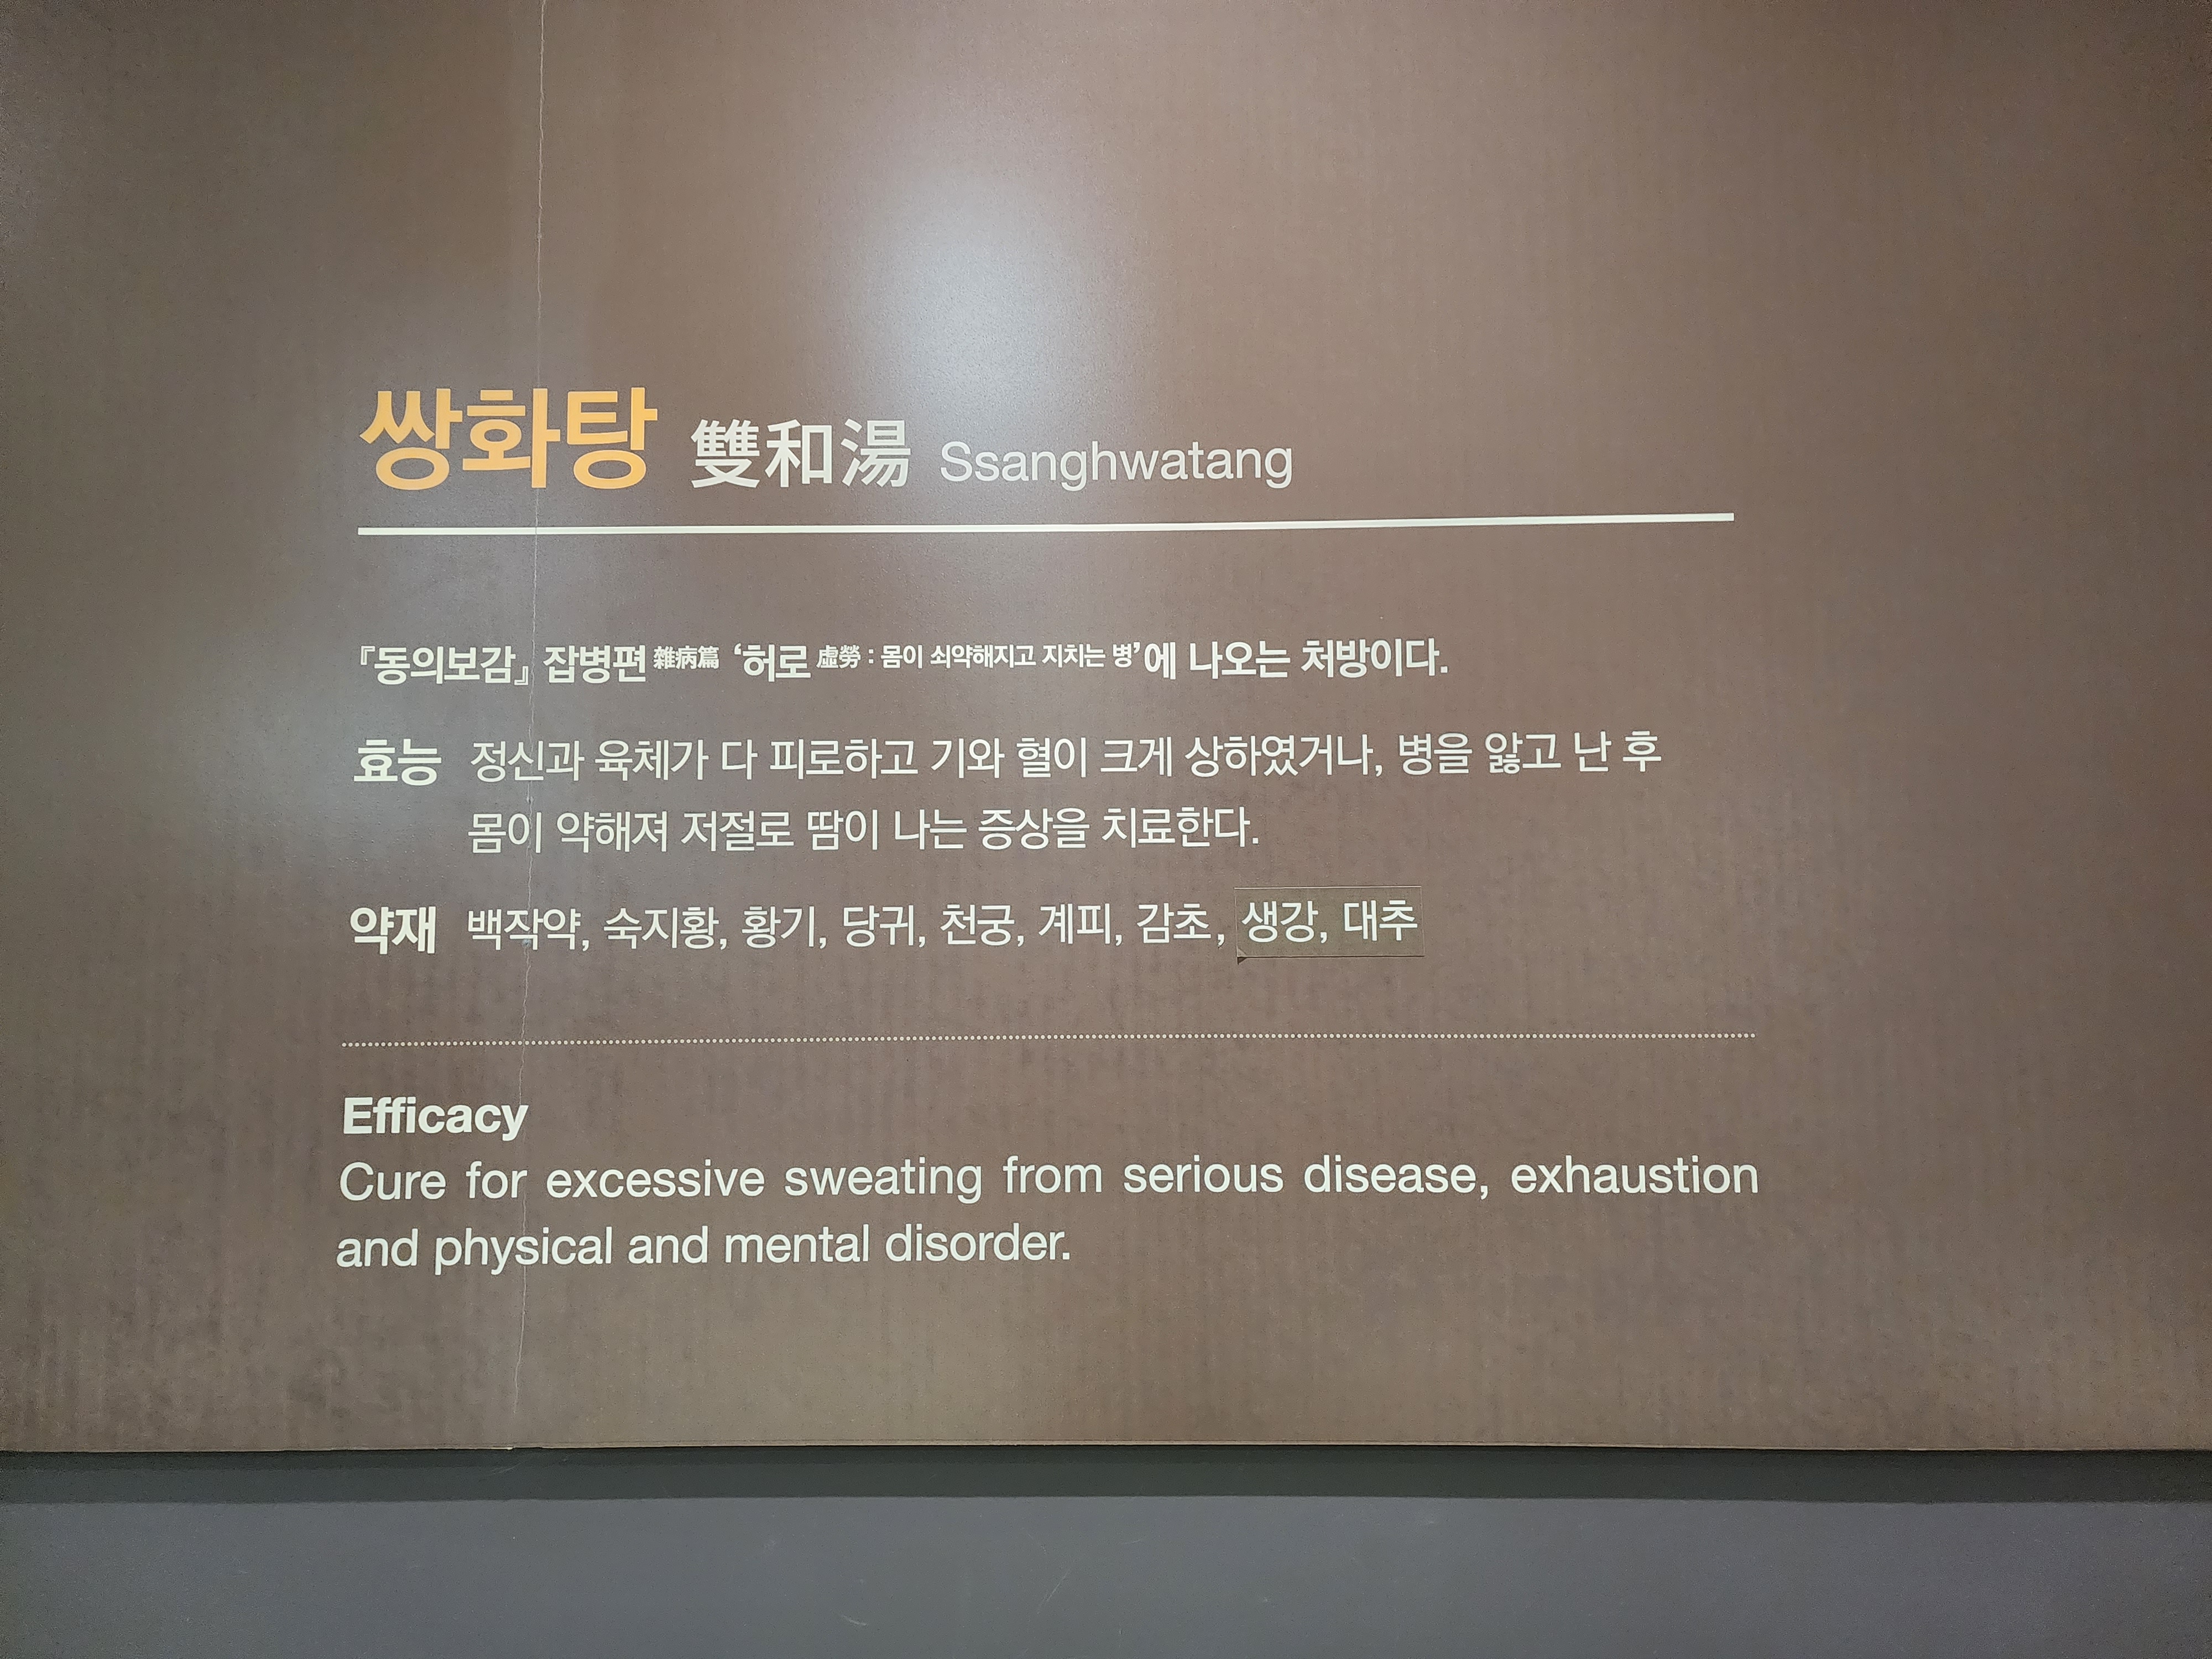 쌍화탕 雙和湯 Ssanghwatang
『동의보감』 잡병편 雜病篇 ‘허로 虛勞 : 몸이 쇠약해지고 지치는 병’에 나오는 처방이다.
효능 정신과 육체가 다 피로하고 기와 혈이 크게 상하였거나, 병을 앓고 난 후
몸이 약해져 저절로 땀이 나는 증상을 치료한다.
약재 백작약, 숙지황, 황기, 당귀, 천궁, 계피, 감초, 생강, 대추
Efficacy
Cure for excessive sweating from serious disease, exhaustion
and physical and mental disorder.